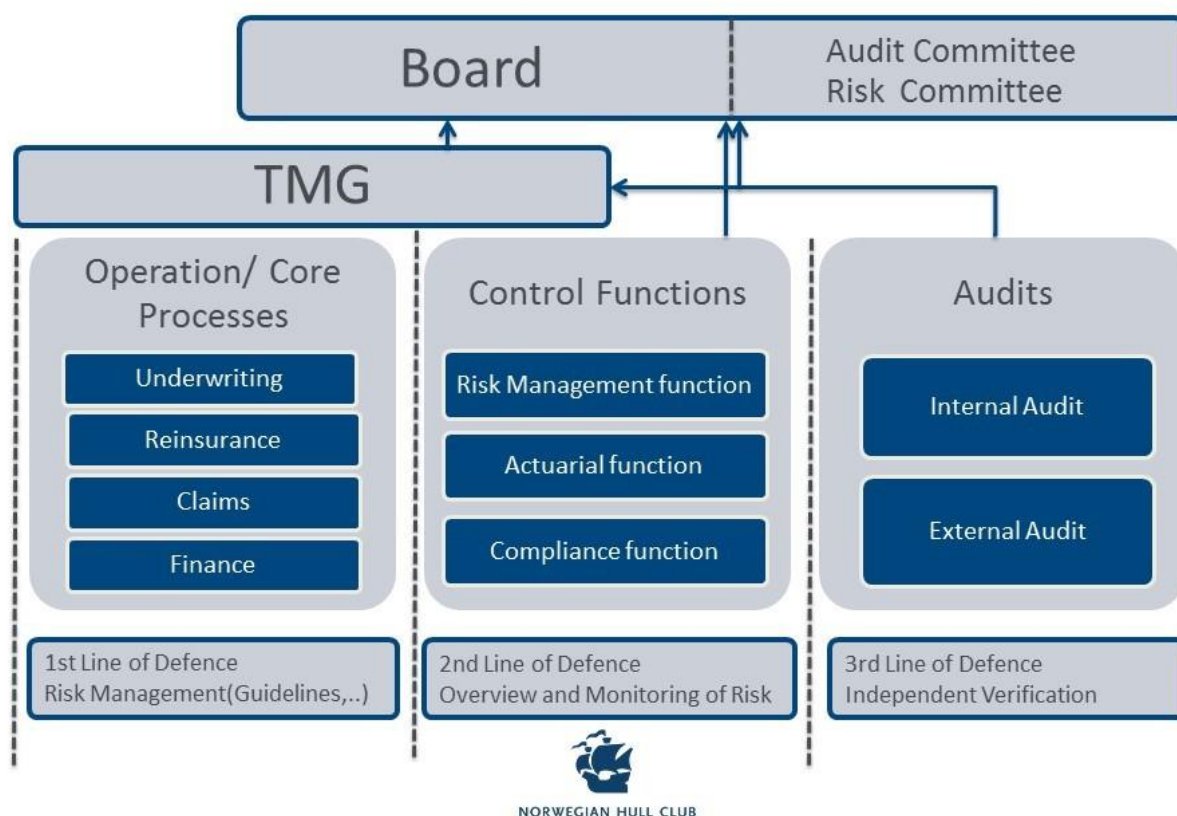 Board
Audit Committee
Risk Committee
TMG
Operation/ Core
Processes
Underwriting
Reinsurance
Claims
Finance
Control Functions
Risk Management function
Actuarial function
Compliance function
Audits
Internal Audit
External Audit
1st Line of Defence
Risk Management(Guidelines,..)
2nd Line of Defence
Overview and Monitoring of Risk
3rd Line of Defence
Independent Verification
NORWEGIAN HULL CLUB